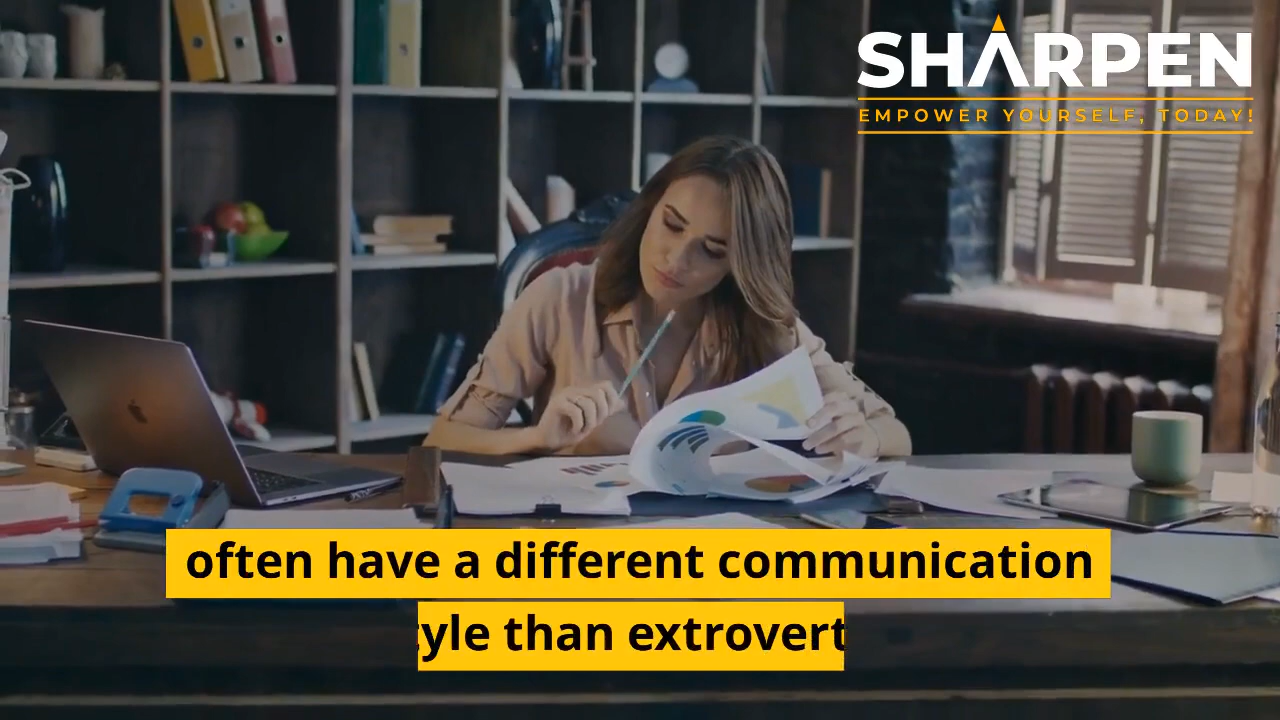 SHARPEN
EMPOWER YOURSELF, TODAY!
often have a different communication
yle than extrovert